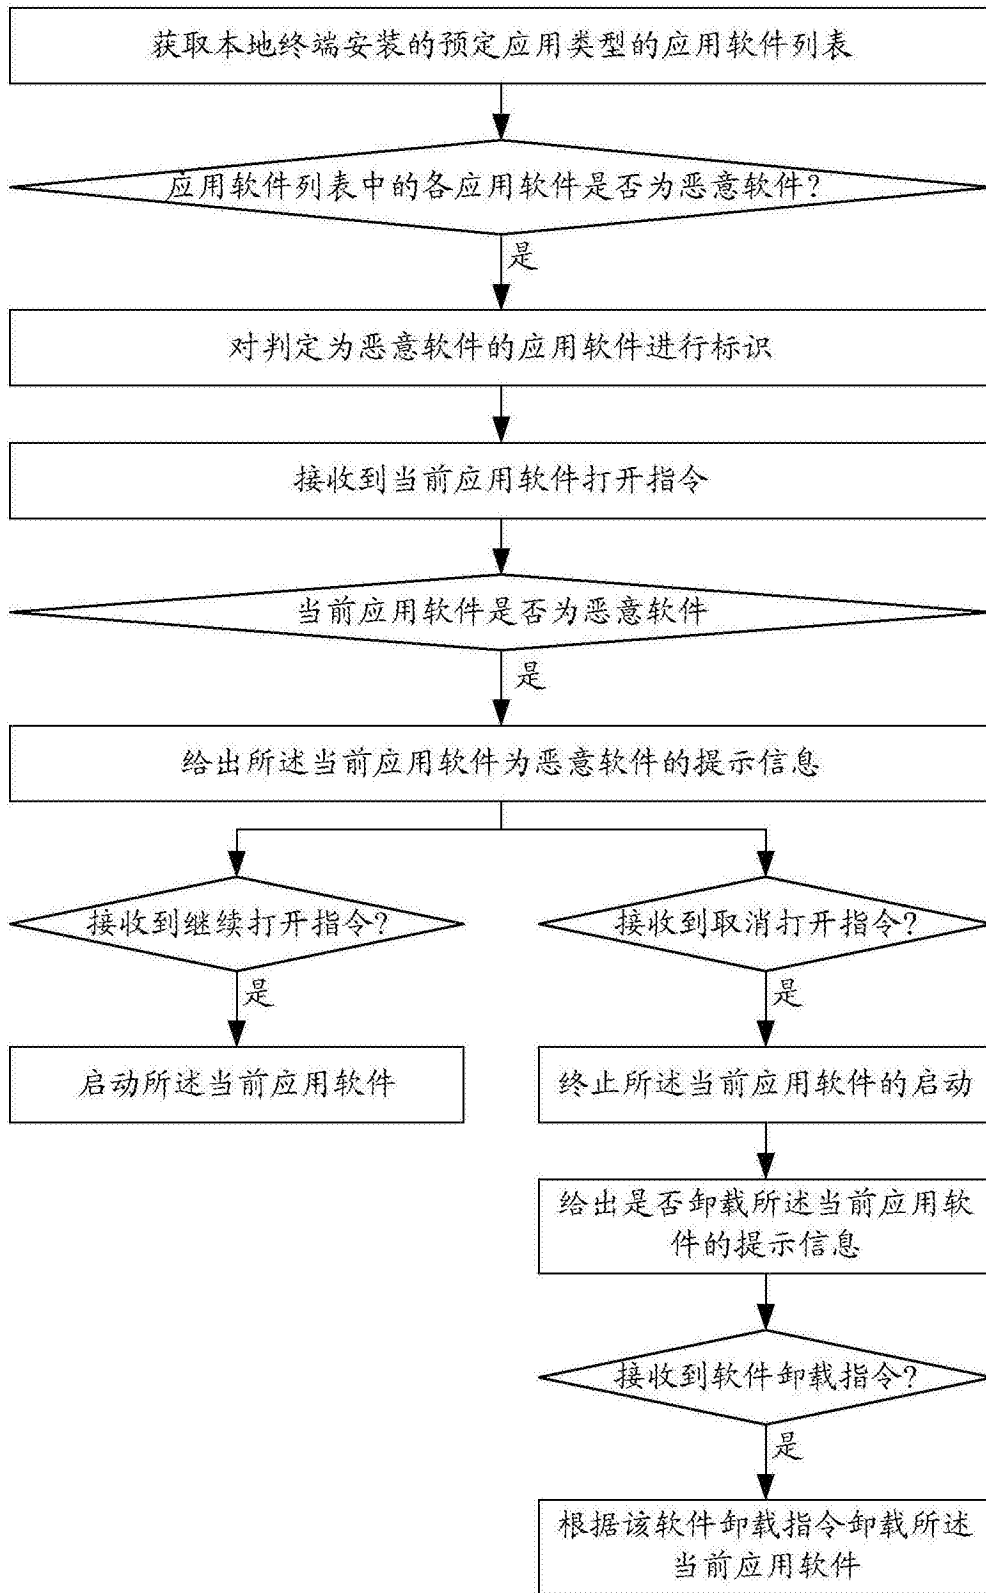 获取本地终端安装的预定应用类型的应用软件列表
应用软件列表中的各应用软件是否为恶意软件?
是
对判定为恶意软件的应用软件进行标识
接收到当前应用软件打开指令
当前应用软件是否为恶意软件
是
给出所述当前应用软件为恶意软件的提示信息
接收到继续打开指令?
接收到取消打开指令?
是
是
启动所述当前应用软件
终止所述当前应用软件的启动
给出是否卸载所述当前应用软
件的提示信息
接收到软件卸载指令?
是
根据该软件卸载指令卸载所述
当前应用软件